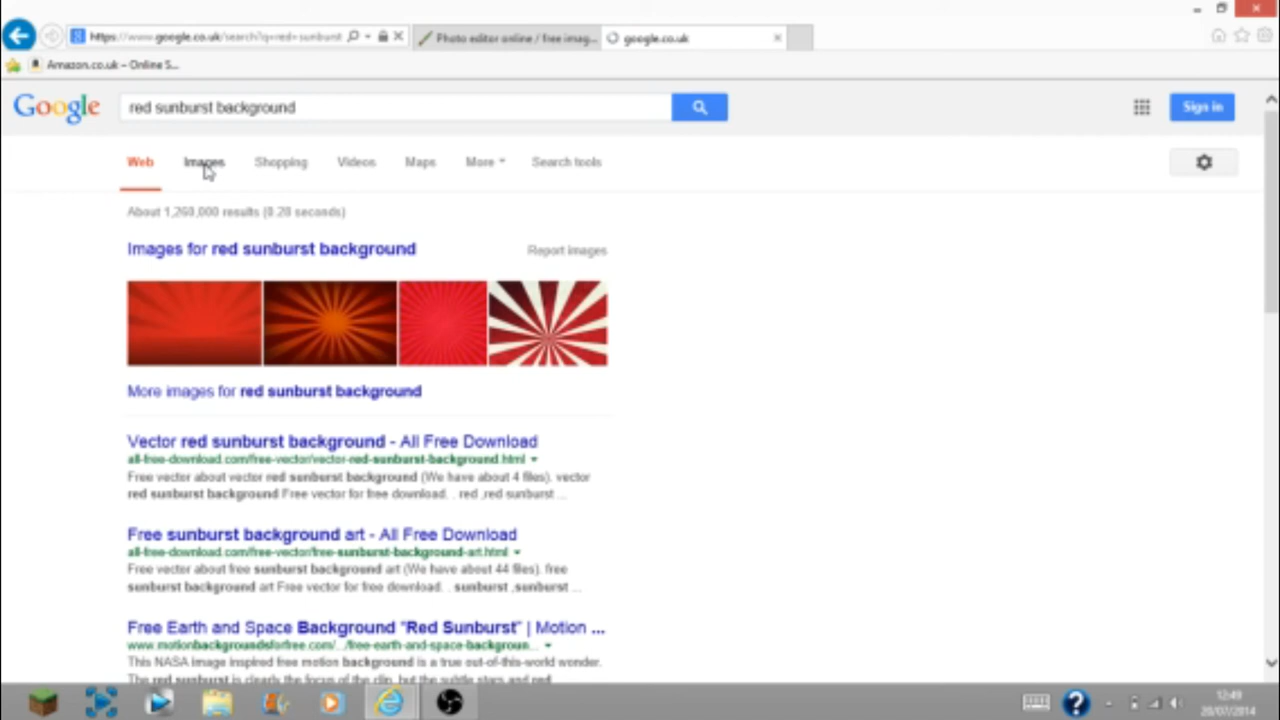 https://www.google.co.uk/search?q=red+sunburst
Photo editor online / free imag...
google.co.uk
Amazon.co.uk – Online S...
Google
red sunburst background
Sign in
Web Images Shopping Videos Maps More Search tools
About 1,260,000 results (0.28 seconds)
Images for red sunburst background
Report images
More images for red sunburst background
Vector red sunburst background - All Free Download
all-free-download.com/free-vector/vector-red-sunburst-background.html
Free vector about vector red sunburst background (We have about 4 files). vector
red sunburst background Free vector for free download. . red ,red sunburst ...
Free sunburst background art - All Free Download
all-free-download.com/free-vector/free-sunburst-background-art.html
Free vector about free sunburst background art (We have about 44 files). free
sunburst background art Free vector for free download. . sunburst ,sunburst ...
Free Earth and Space Background "Red Sunburst" | Motion ...
www.motionbackgroundsforfree.com/.../free-earth-and-space-backgroun...
This NASA image inspired free motion background is a true out-of-this-world wonder.
The red sunburst is clearly the focus of the clip, but the subtle stars and red
12:49
20/07/2014